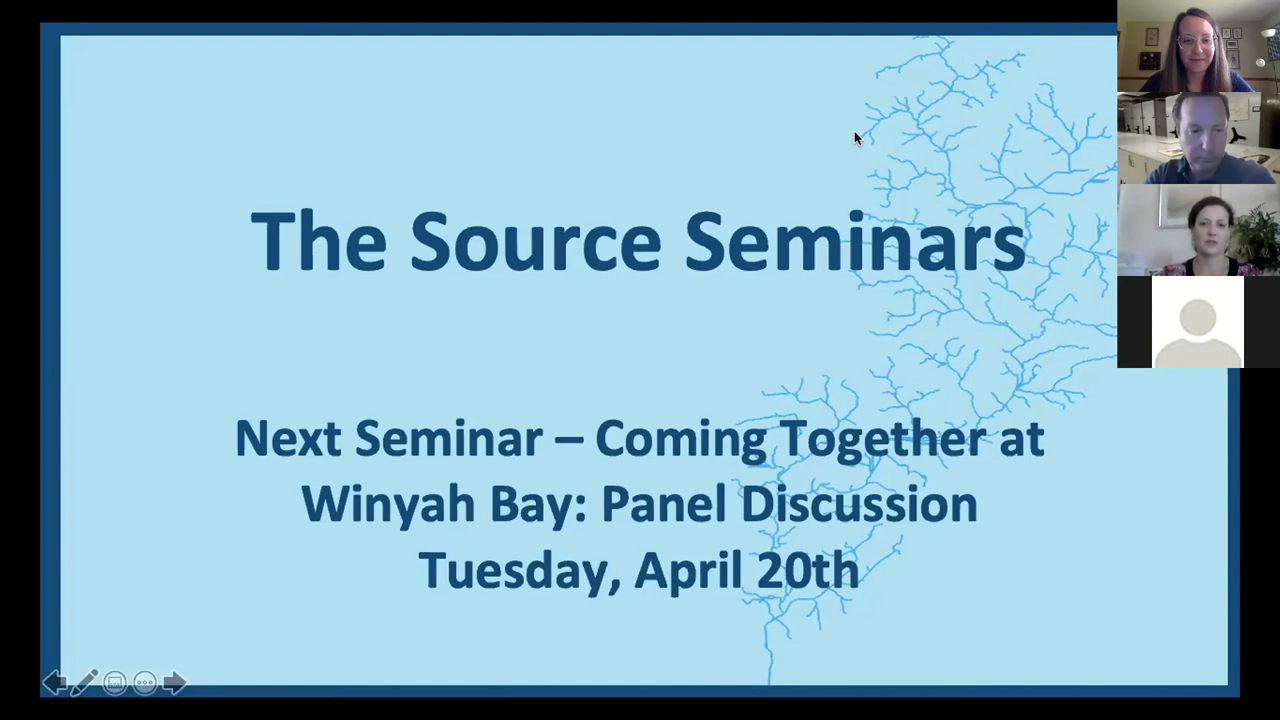 The Source Seminars
Next Seminar – Coming Together at
Winyah Bay: Panel Discussion
Tuesday, April 20th